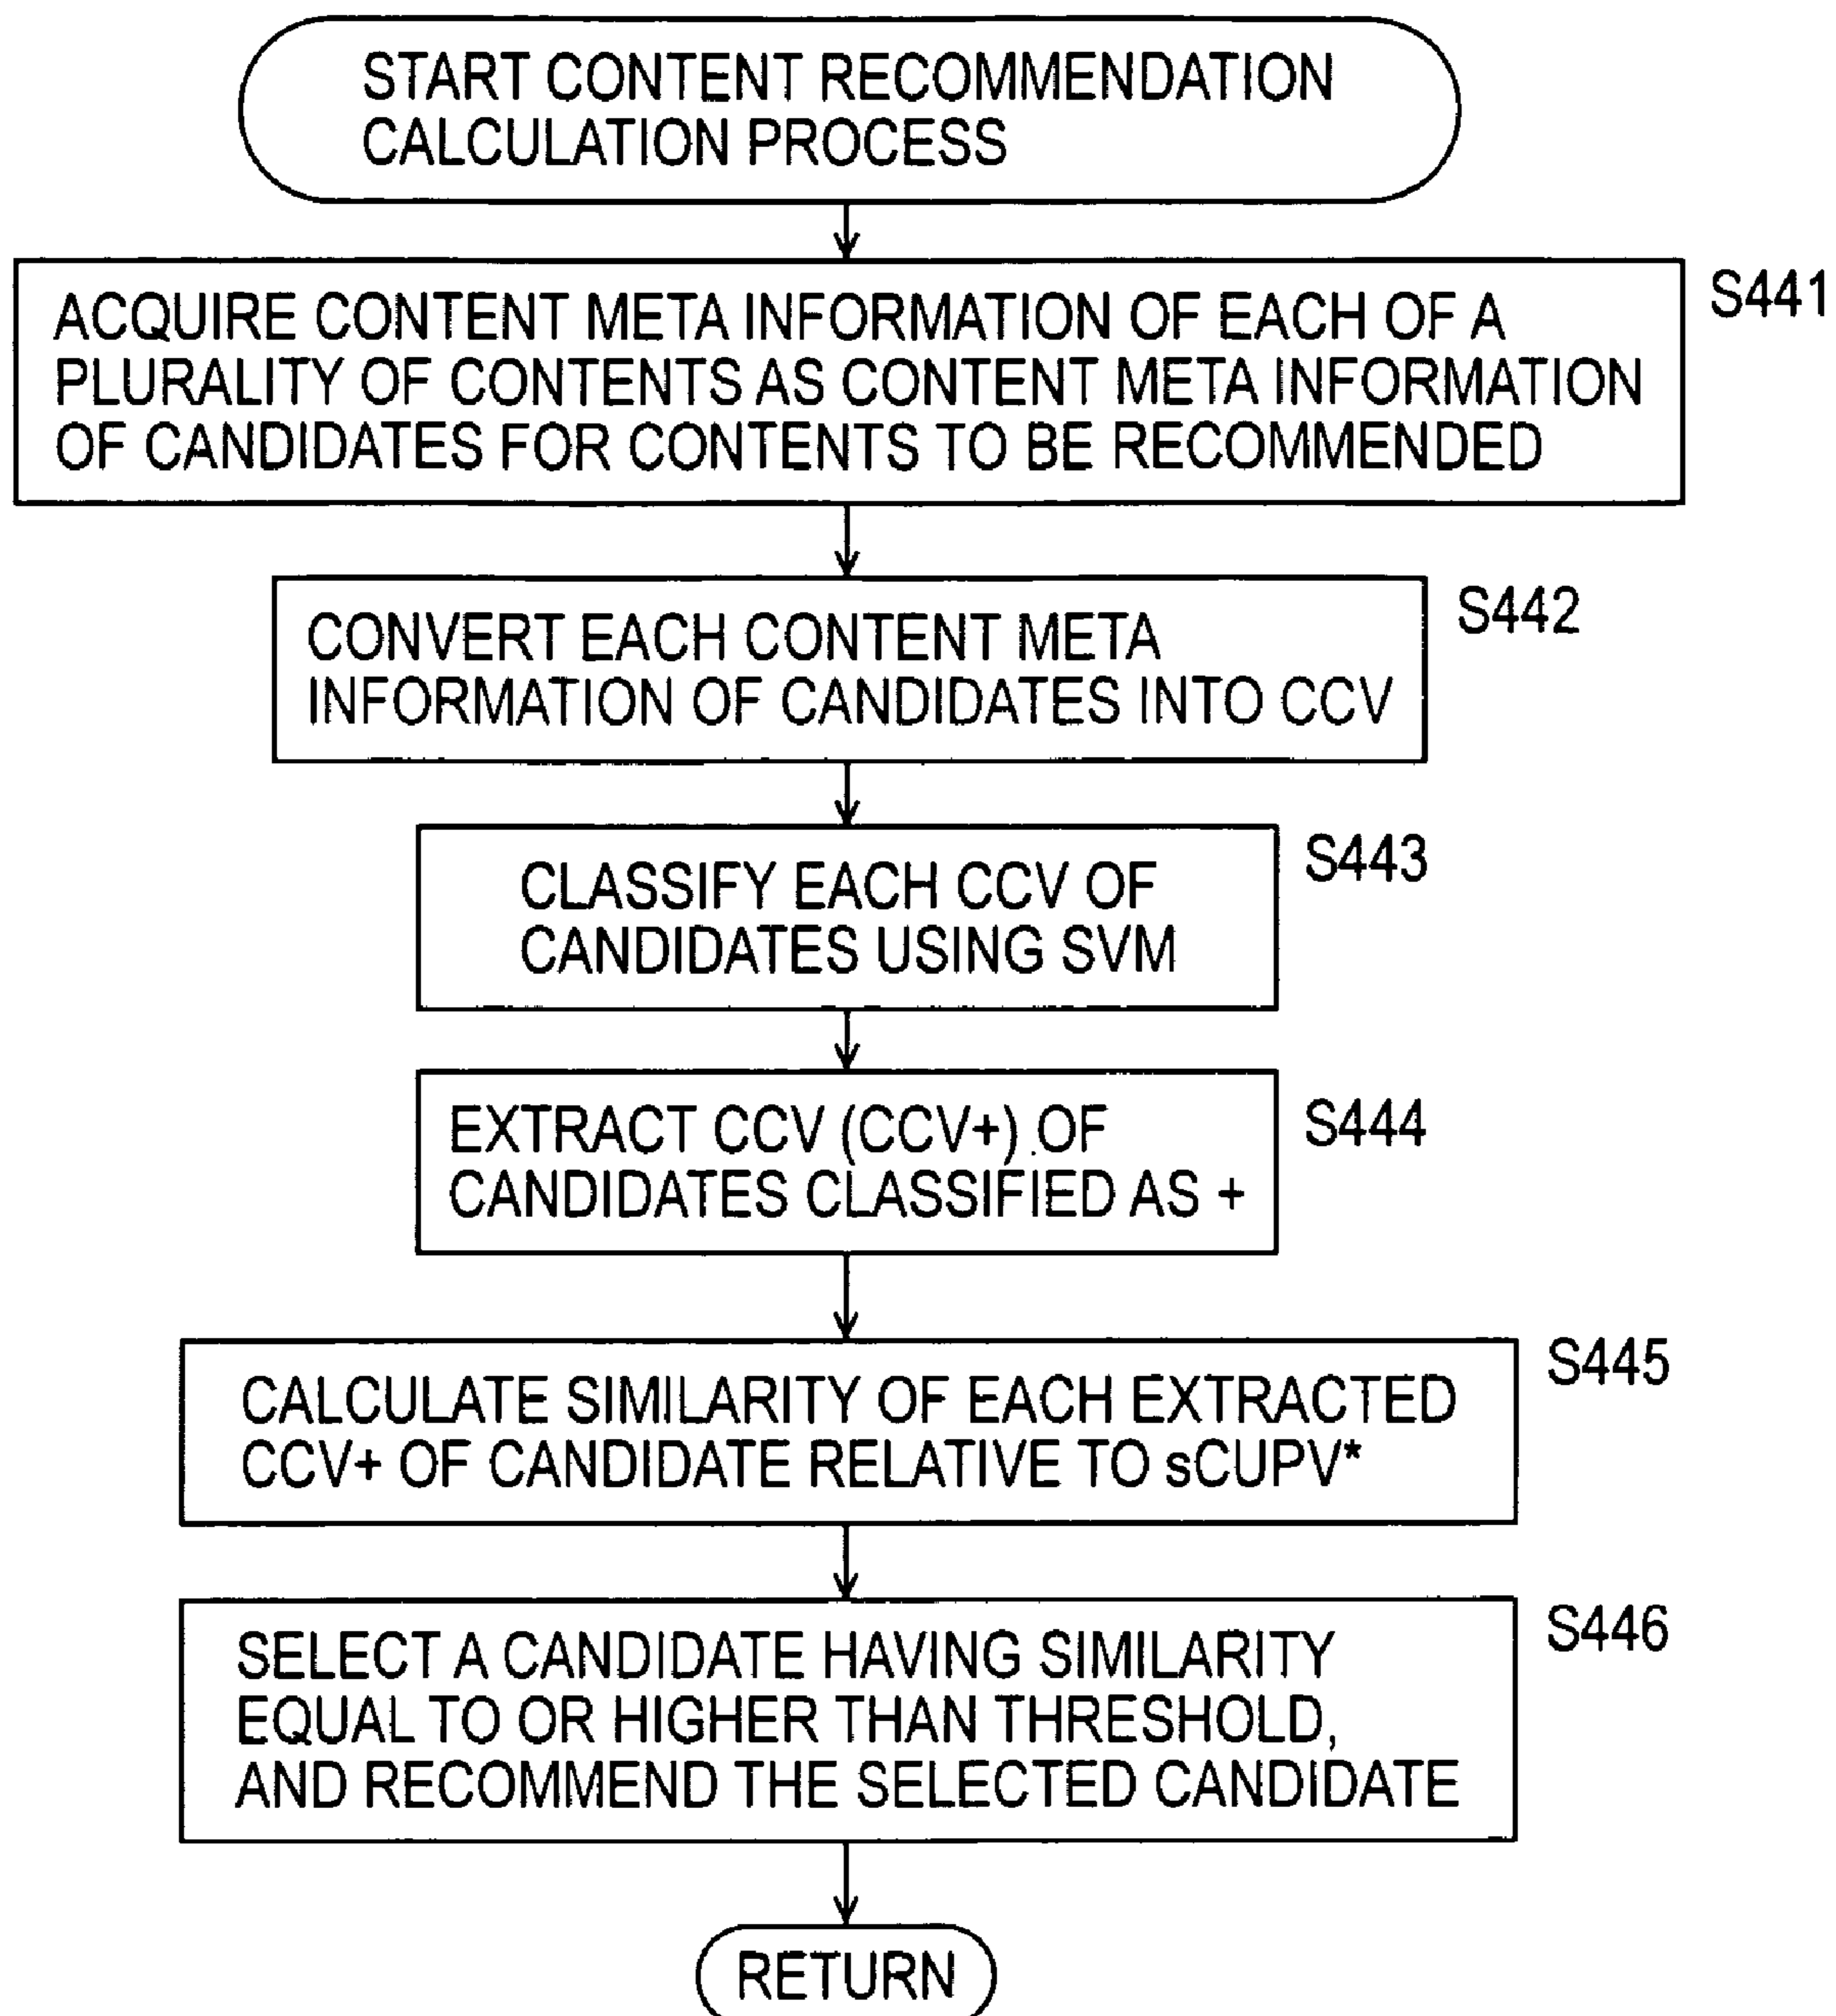 START CONTENT RECOMMENDATION
CALCULATION PROCESS
S441
ACQUIRE CONTENT META INFORMATION OF EACH OF A
PLURALITY OF CONTENTS AS CONTENT META INFORMATION
OF CANDIDATES FOR CONTENTS TO BE RECOMMENDED
S442
CONVERT EACH CONTENT META
INFORMATION OF CANDIDATES INTO CCV
S443
CLASSIFY EACH CCV OF
CANDIDATES USING SVM
S444
EXTRACT CCV (CCV+) OF
CANDIDATES CLASSIFIED AS +
S445
CALCULATE SIMILARITY OF EACH EXTRACTED
CCV+ OF CANDIDATE RELATIVE TO sCUPV*
S446
SELECT A CANDIDATE HAVING SIMILARITY
EQUAL TO OR HIGHER THAN THRESHOLD,
AND RECOMMEND THE SELECTED CANDIDATE
RETURN